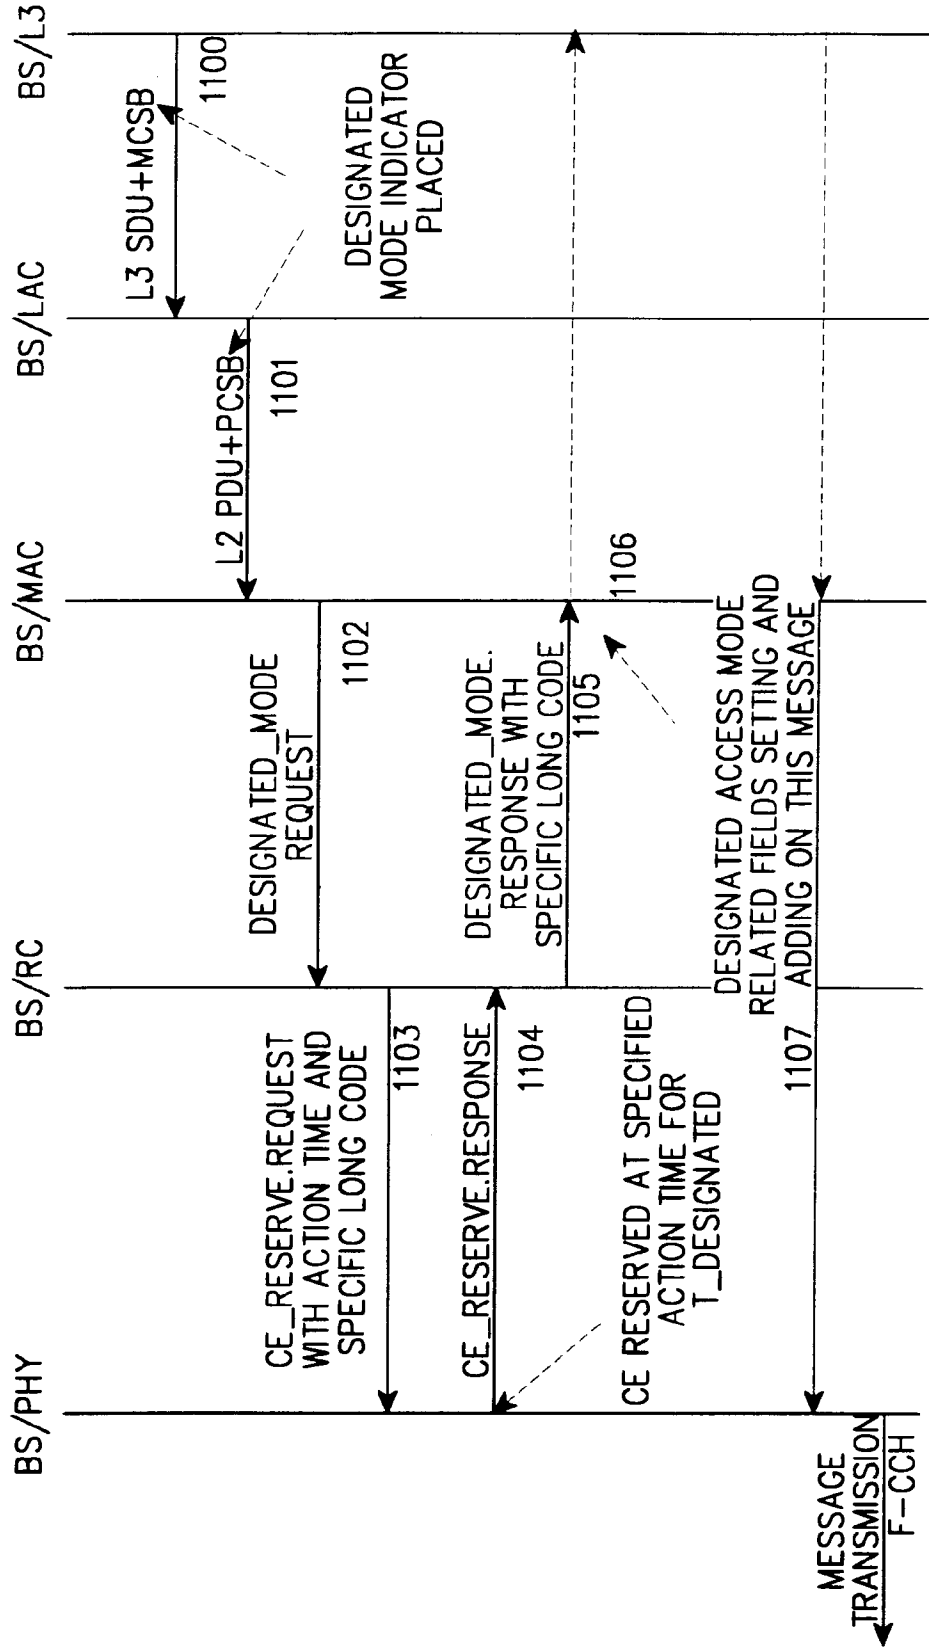 BS/PHY
BS/RC
BS/MAC
BS/LAC
BS/L3
L3 SDU+MCSB
1100
L2 PDU+PCSB
1101
DESIGNATED
MODE INDICATOR
PLACED
DESIGNATED_MODE
REQUEST
1102
CE_RESERVE.REQUEST
WITH ACTION TIME AND
SPECIFIC LONG CODE
1103
CE_RESERVE.RESPONSE
1104
DESIGNATED_MODE.
RESPONSE WITH
SPECIFIC LONG CODE
1105
1106
CE RESERVED AT SPECIFIED
ACTION TIME FOR
T_DESIGNATED
DESIGNATED ACCESS MODE
RELATED FIELDS SETTING AND
ADDING ON THIS MESSAGE
1107
MESSAGE
TRANSMISSION
F-CCH